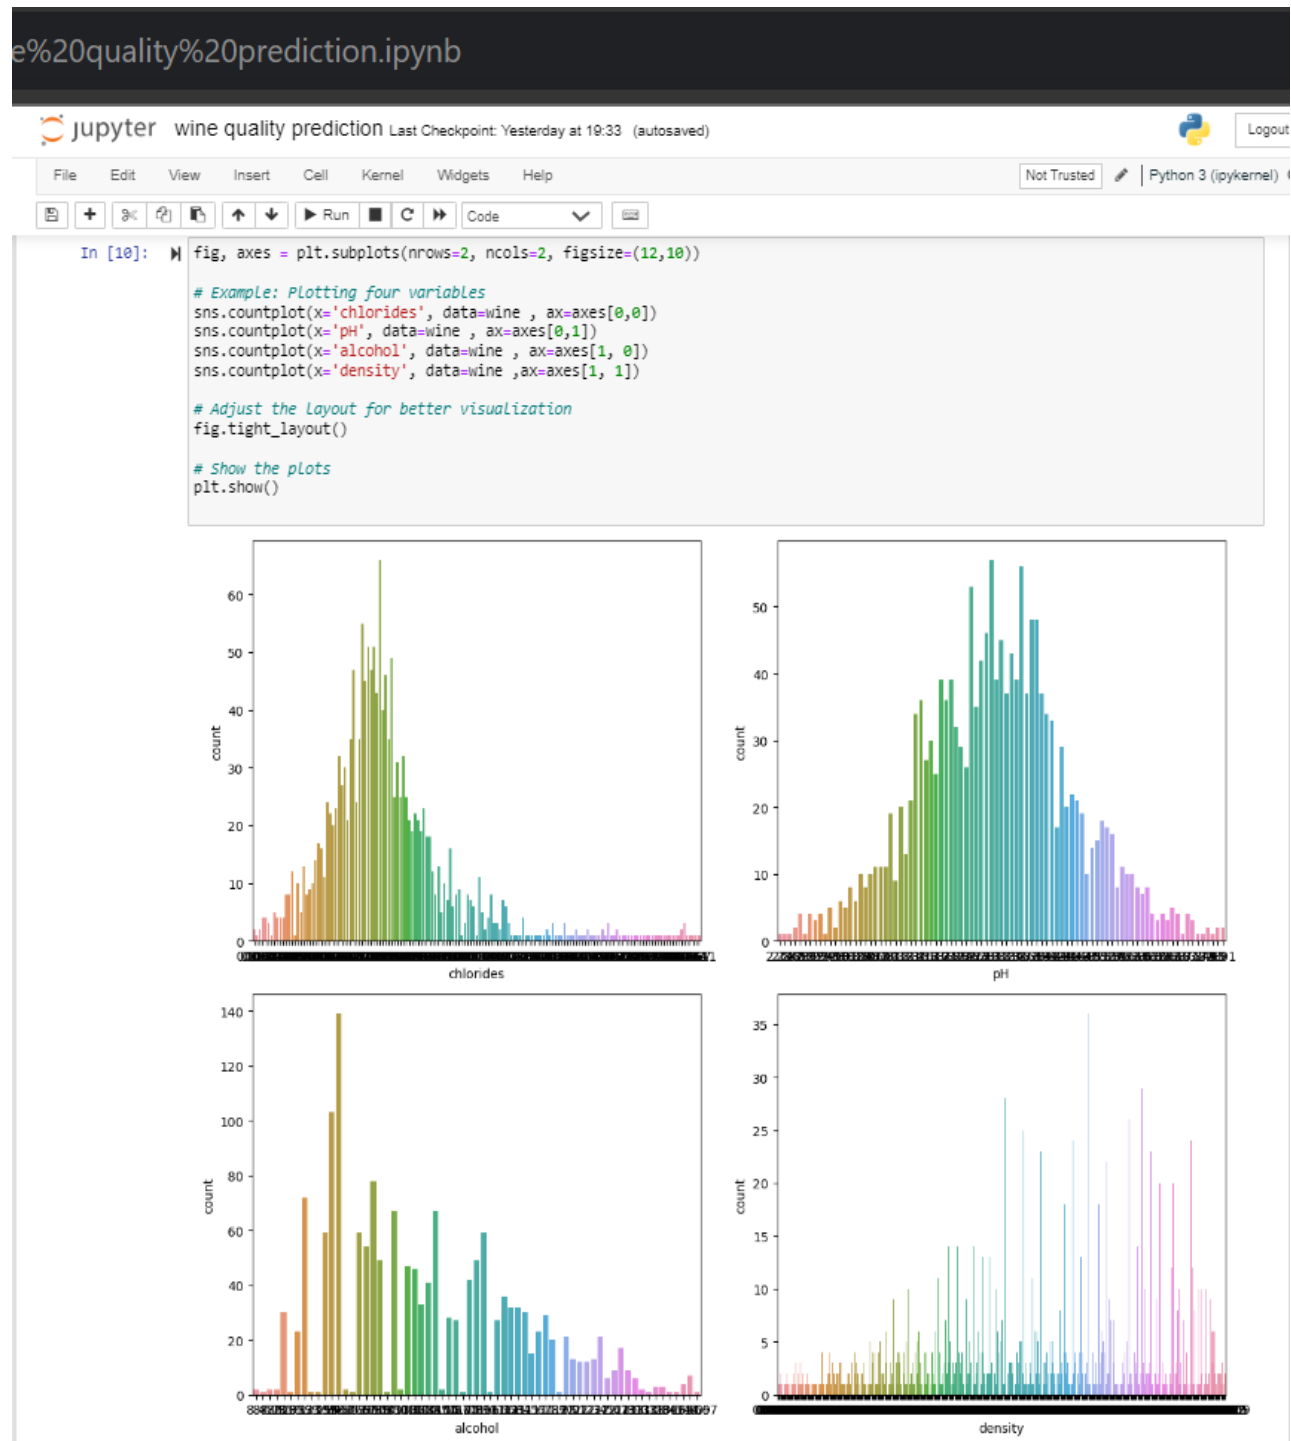 e%20quality%20prediction.ipynb
jupyter wine quality prediction Last Checkpoint: Yesterday at 19:33 (autosaved)
Logout
File Edit View Insert Cell Kernel Widgets Help
Not Trusted Python 3 (ipykernel)
Run Code
In [10]: fig, axes = plt.subplots(nrows=2, ncols=2, figsize=(12,10))
# Example: Plotting four variables
sns.countplot(x='chlorides', data=wine , ax=axes[0,0])
sns.countplot(x='pH', data=wine , ax=axes[0,1])
sns.countplot(x='alcohol', data=wine , ax=axes[1, 0])
sns.countplot(x='density', data=wine ,ax=axes[1, 1])
# Adjust the layout for better visualization
fig.tight_layout()
# Show the plots
plt.show()
60
50
40
30
20
10
0
count
chlorides
50
40
30
20
10
0
count
pH
140
120
100
80
60
40
20
0
count
alcohol
35
30
25
20
15
10
5
0
count
density